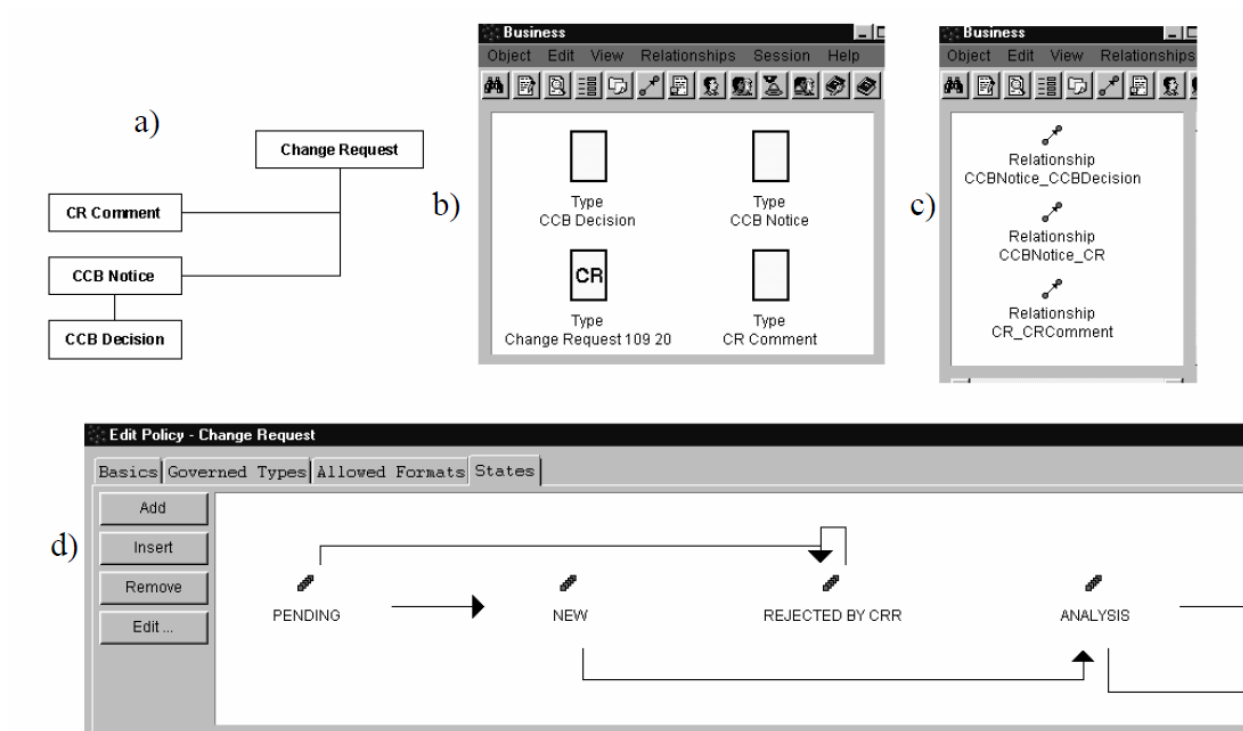 a)
Change Request
CR Comment
CCB Notice
CCB Decision
b)
Business
Object Edit View Relationships Session Help
Type
CCB Decision
Type
CCB Notice
CR
Type
Change Request 109 20
Type
CR Comment
c)
Business
Object Edit View Relationships
Relationship
CCBNotice_CCBDecision
Relationship
CCBNotice_CR
Relationship
CR_CRComment
d)
Edit Policy - Change Request
Basics Governed Types Allowed Formats States
Add
Insert
Remove
Edit ...
PENDING NEW REJECTED BY CRR ANALYSIS